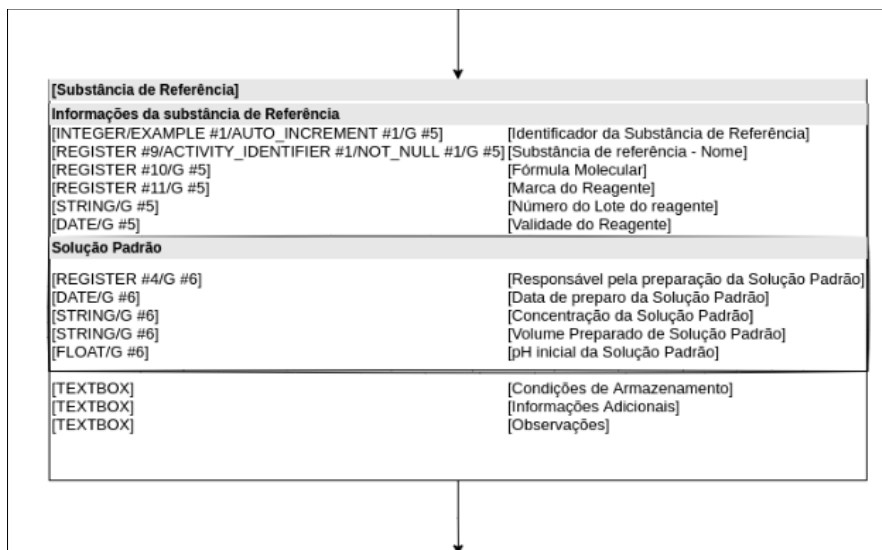 [Substância de Referência]
Informações da substância de Referência
[INTEGER/EXAMPLE #1/AUTO_INCREMENT #1/G #5] [Identificador da Substância de Referência]
[REGISTER #9/ACTIVITY_IDENTIFIER #1/NOT_NULL #1/G #5] [Substância de referência - Nome]
[REGISTER #10/G #5] [Fórmula Molecular]
[REGISTER #11/G #5] [Marca do Reagente]
[STRING/G #5] [Número do Lote do reagente]
[DATE/G #5] [Validade do Reagente]
Solução Padrão
[REGISTER #4/G #6] [Responsável pela preparação da Solução Padrão]
[DATE/G #6] [Data de preparo da Solução Padrão]
[STRING/G #6] [Concentração da Solução Padrão]
[STRING/G #6] [Volume Preparado de Solução Padrão]
[FLOAT/G #6] [pH inicial da Solução Padrão]
[TEXTBOX] [Condições de Armazenamento]
[TEXTBOX] [Informações Adicionais]
[TEXTBOX] [Observações]